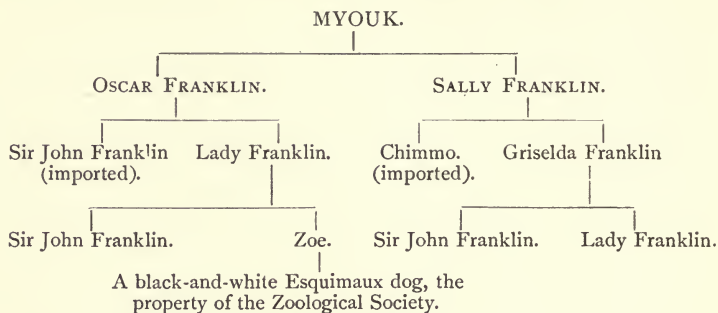 MYOUK.
OSCAR FRANKLIN. SALLY FRANKLIN.
Sir John Franklin Lady Franklin. Chimmo. Griselda Franklin
(imported). (imported).
Sir John Franklin. Zoe. Sir John Franklin. Lady Franklin.
A black-and-white Esquimaux dog, the
property of the Zoological Society.